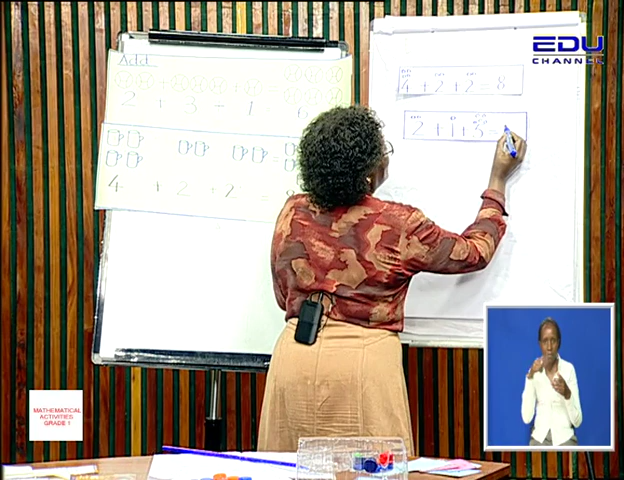 Add
2 + 3 + 1 = 6
4 + 2 + 2 =
4 + 2 + 2 = 8
2 + 1 + 3 =
EDU
CHANNEL
MATHEMATICAL
ACTIVITIES
GRADE 1